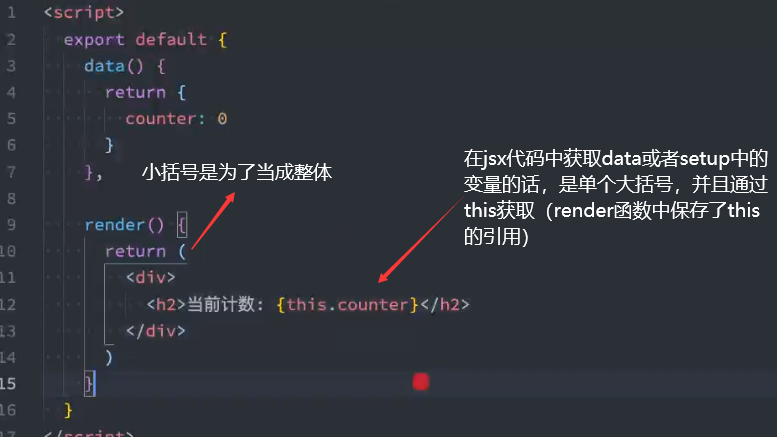 1 <script>
2 export default {
3 data() {
4 return {
5 counter: 0
6 }
7 },
小括号是为了当成整体
在jsx代码中获取data或者setup中的
变量的话，是单个大括号，并且通过
this获取（render函数中保存了this
的引用）
8
9 render() {
10 return (
11 <div>
12 <h2>当前计数: {this.counter}</h2>
13 </div>
14 )
15 }
16 }
17 </script>